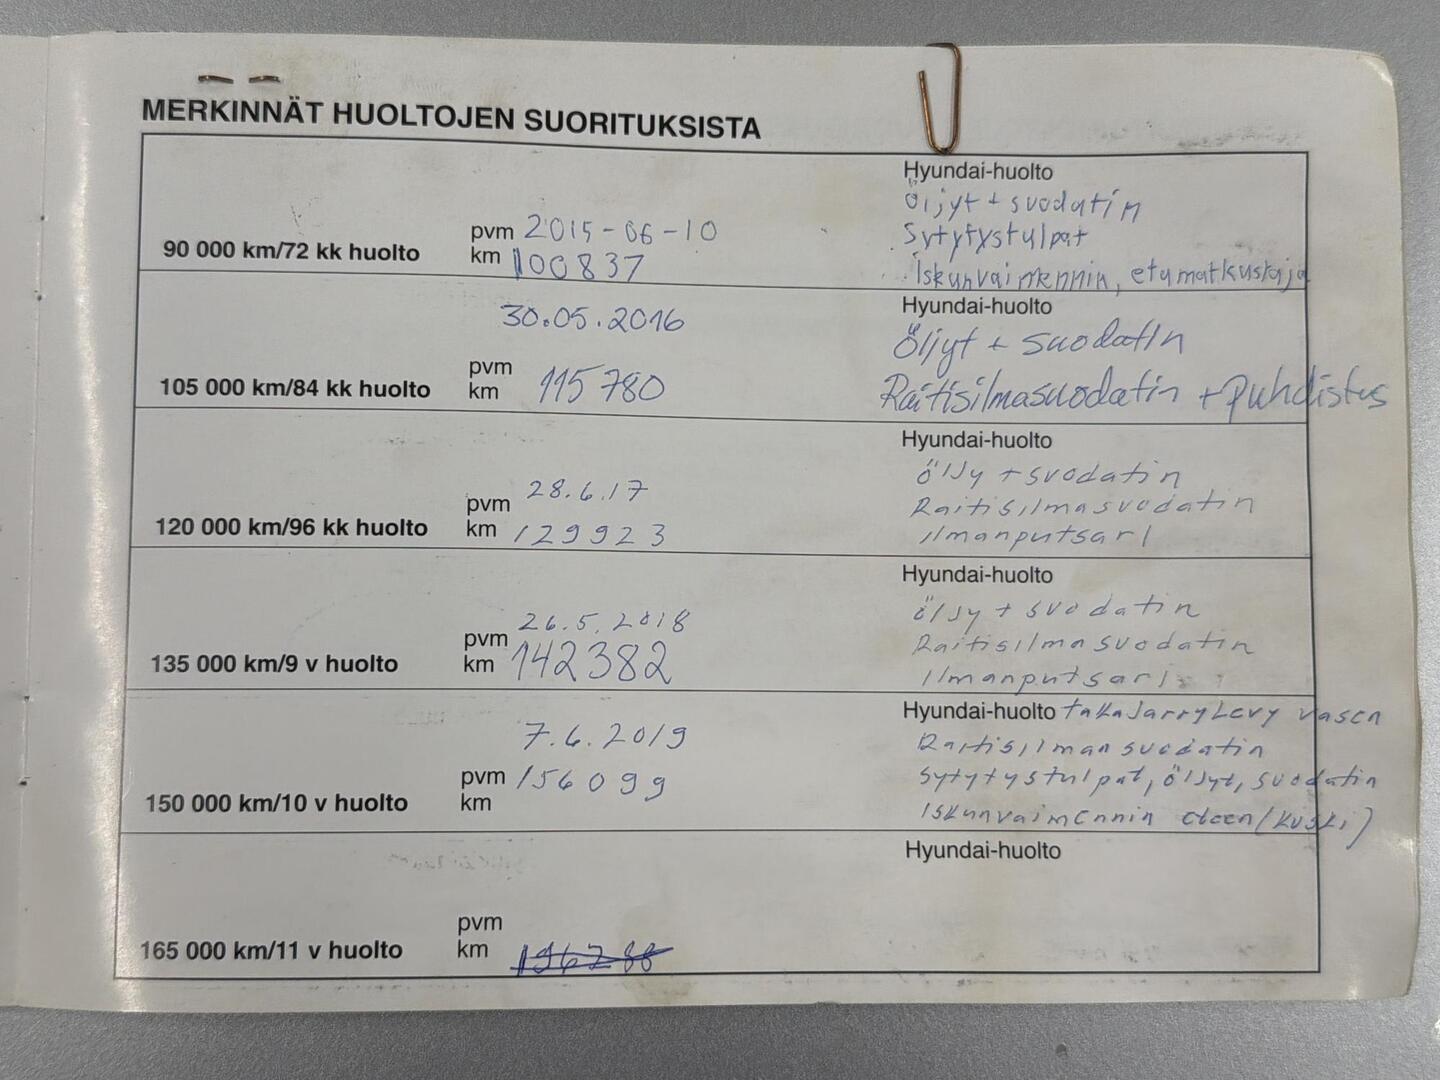 MERKINNÄT HUOLTOJEN SUORITUKSISTA
Hyundai-huolto
Öljyt + suodatin
pvm 2015-06-10
Sytytystulpat
90 000 km/72 kk huolto
km 100837
Iskunvaimennin, etumatkustaja
Hyundai-huolto
30.05.2016
Öljyt + suodatin
pvm
105 000 km/84 kk huolto
km 115780
Raitisilmasuodatin + puhdistus
Hyundai-huolto
öljy + suodatin
pvm 28.6.17
Raitisilmasuodatin
120 000 km/96 kk huolto
km 129923
ilmanputsari
Hyundai-huolto
öljy + suodatin
pvm 26.5.2018
Raitisilmasuodatin
135 000 km/9 v huolto
km 142382
ilmanputsari
Hyundai-huolto takajarrulevy vasen
7.6.2019
Raitisilman suodatin
pvm 156099
sytytystulpat, öljyt, suodatin
150 000 km/10 v huolto
km
Iskunvaimennin eteen (kuski)
Hyundai-huolto
pvm
165 000 km/11 v huolto
km